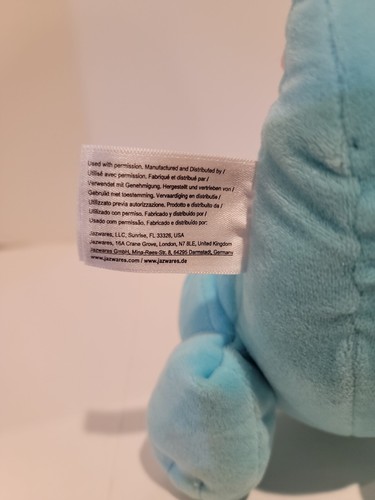 Used with permission. Manufactured and Distributed by /
Utilisé avec permission. Fabriqué et distribué par /
Verwendet mit Genehmigung. Hergestellt und vertrieben von /
Gebruikt met toestemming. Vervaardiging en distributie /
Utilizzato previa autorizzazione. Prodotto e distribuito da /
Utilizado con permiso. Fabricado y distribuido por /
Usado com permissão. Fabricado e distribuído por:
Jazwares, LLC, Sunrise, FL 33326, USA
Jazwares, 16A Crane Grove, London, N7 8LE, United Kingdom
Jazwares GmbH, Mina-Rees-Str. 8, 64295 Darmstadt, Germany
www.jazwares.com / www.jazwares.de